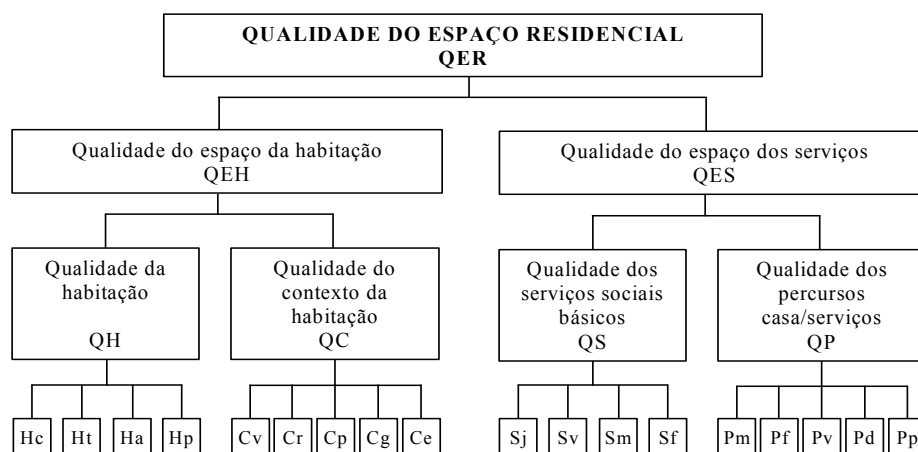 QUALIDADE DO ESPAÇO RESIDENCIAL
QER
Qualidade do espaço da habitação
QEH
Qualidade do espaço dos serviços
QES
Qualidade da
habitação
QH
Qualidade do
contexto da
habitação
QC
Qualidade dos
serviços sociais
básicos
QS
Qualidade dos
percursos
casa/serviços
QP
Hc Ht Ha Hp Cv Cr Cp Cg Ce Sj Sv Sm Sf Pm Pf Pv Pd Pp